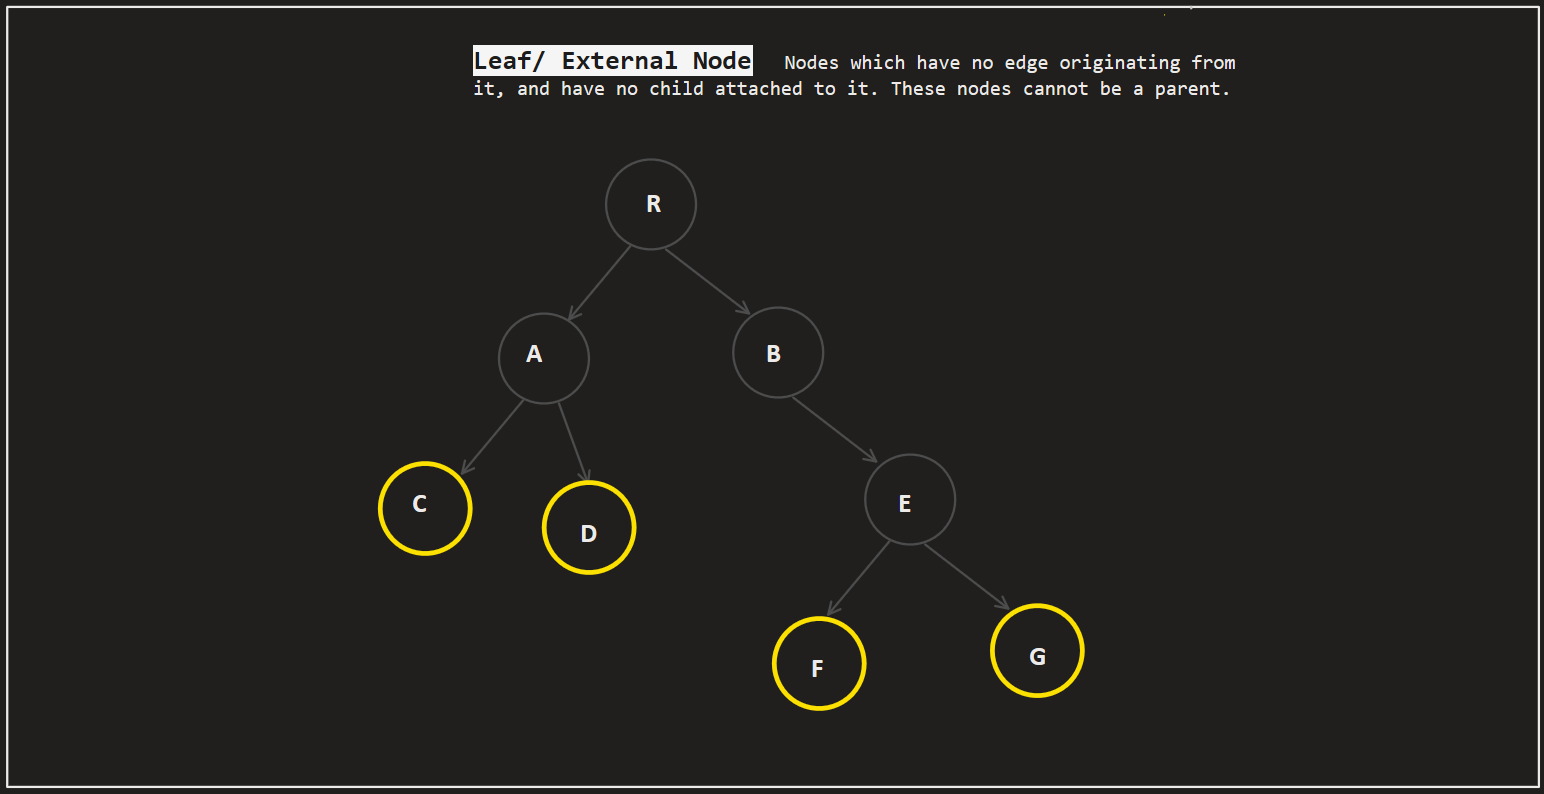 Leaf/ External Node Nodes which have no edge originating from
it, and have no child attached to it. These nodes cannot be a parent.
R
A
B
C
D
E
F
G